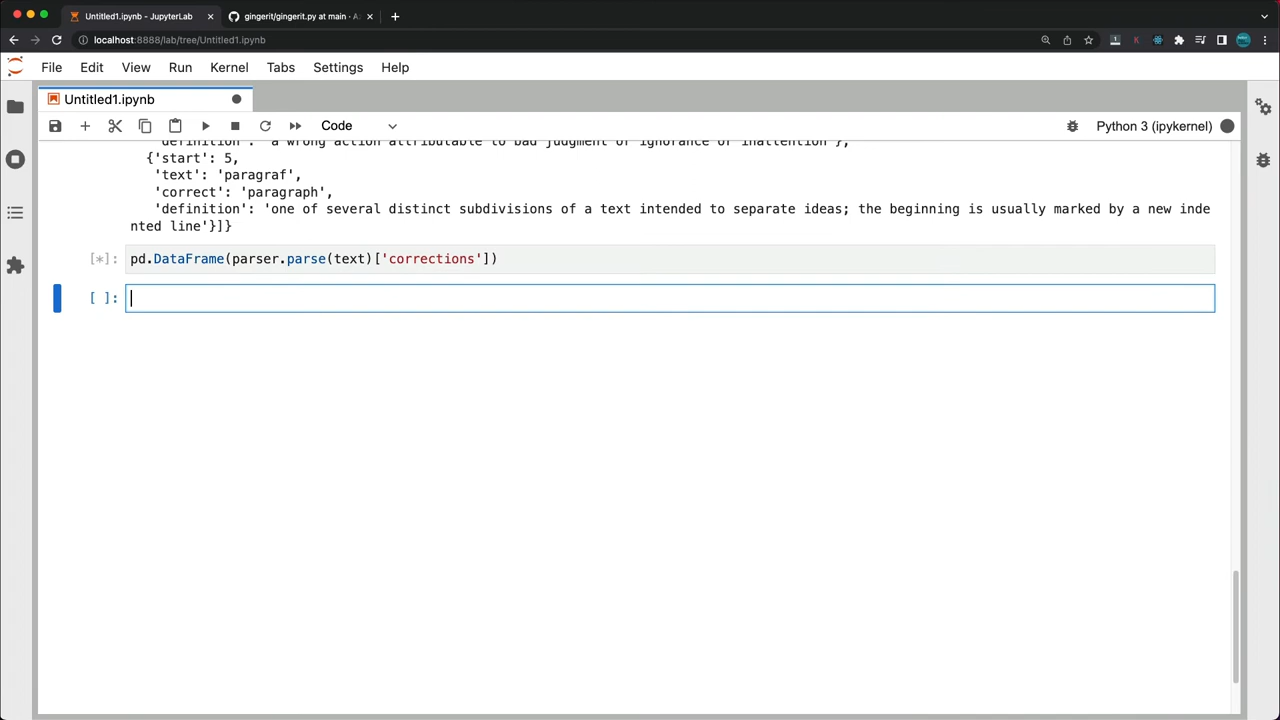 Untitled1.ipynb - JupyterLab
gingerit/gingerit.py at main · A
localhost:8888/lab/tree/Untitled1.ipynb
File Edit View Run Kernel Tabs Settings Help
Untitled1.ipynb
Code
Python 3 (ipykernel)
'definition': 'a wrong action attributable to bad judgment or ignorance or inattention'},
{'start': 5,
'text': 'paragraf',
'correct': 'paragraph',
'definition': 'one of several distinct subdivisions of a text intended to separate ideas; the beginning is usually marked by a new inde
nted line'}]}
[*]: pd.DataFrame(parser.parse(text)['corrections'])
[ ]: